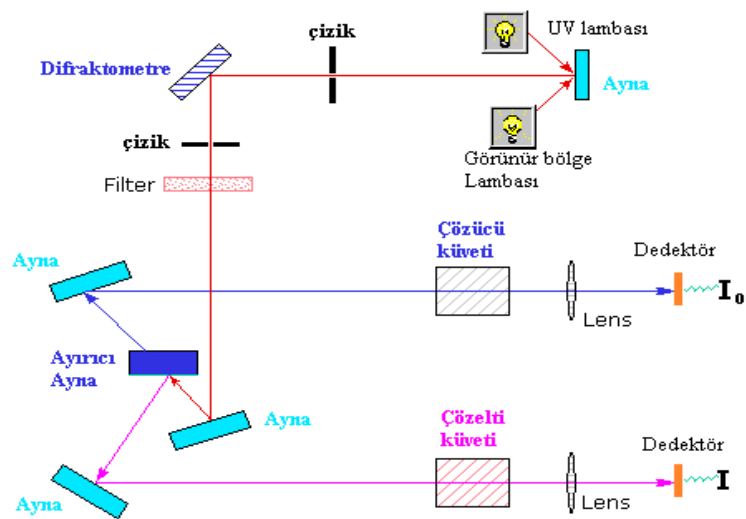 UV lambası
çizik
Difraktometre
Ayna
çizik
Görünür bölge
Lambası
Filter
Çözücü
küveti
Dedektör
Ayna
I₀
Lens
Ayırıcı
Ayna
Ayna
Çözelti
küveti
Dedektör
I
Lens
Ayna